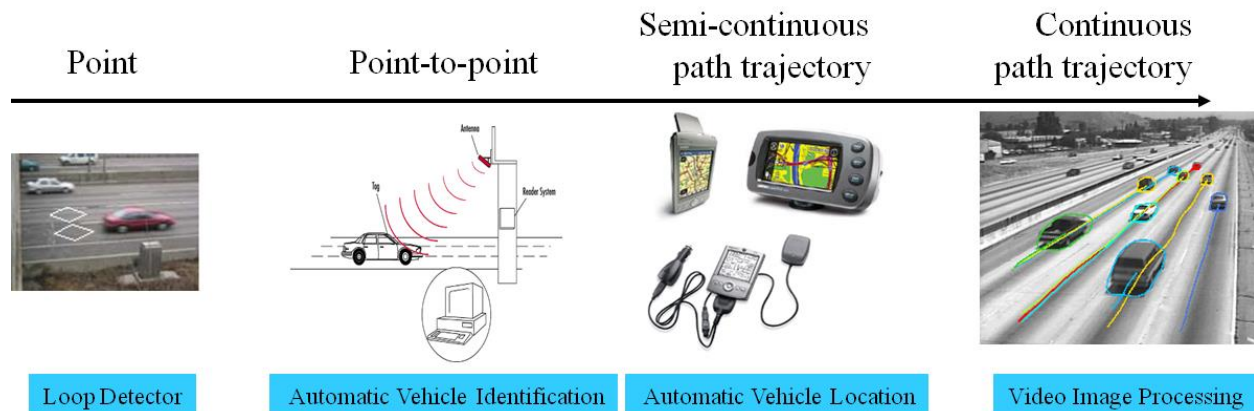 Point
Point-to-point
Semi-continuous
path trajectory
Continuous
path trajectory
Antenna
Tag
Reader System
Loop Detector
Automatic Vehicle Identification
Automatic Vehicle Location
Video Image Processing